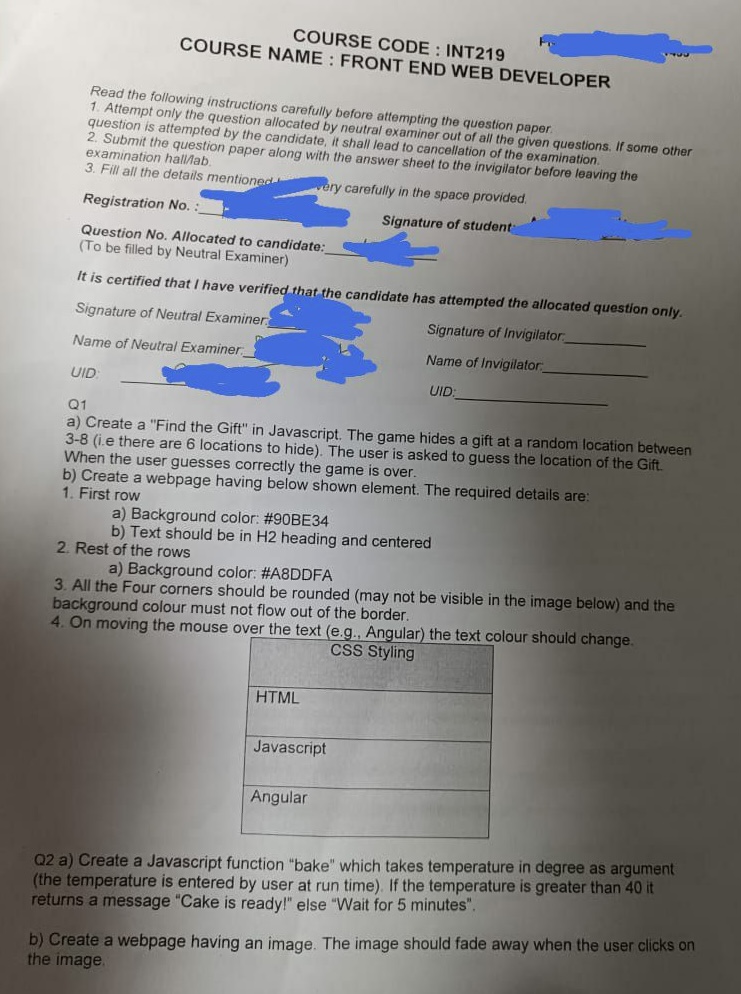 COURSE CODE : INT219
COURSE NAME : FRONT END WEB DEVELOPER
Read the following instructions carefully before attempting the question paper.
1. Attempt only the question allocated by neutral examiner out of all the given questions. If some other
question is attempted by the candidate, it shall lead to cancellation of the examination.
2. Submit the question paper along with the answer sheet to the invigilator before leaving the
examination hall/lab.
3. Fill all the details mentioned very carefully in the space provided.
Registration No. : Signature of student:
Question No. Allocated to candidate:
(To be filled by Neutral Examiner)
It is certified that I have verified that the candidate has attempted the allocated question only.
Signature of Neutral Examiner: Signature of Invigilator:
Name of Neutral Examiner: Name of Invigilator:
UID: UID:
Q1
a) Create a "Find the Gift" in Javascript. The game hides a gift at a random location between
3-8 (i.e there are 6 locations to hide). The user is asked to guess the location of the Gift.
When the user guesses correctly the game is over.
b) Create a webpage having below shown element. The required details are:
1. First row
a) Background color: #90BE34
b) Text should be in H2 heading and centered
2. Rest of the rows
a) Background color: #A8DDFA
3. All the Four corners should be rounded (may not be visible in the image below) and the
background colour must not flow out of the border.
4. On moving the mouse over the text (e.g., Angular) the text colour should change.
CSS Styling
HTML
Javascript
Angular
Q2 a) Create a Javascript function "bake" which takes temperature in degree as argument
(the temperature is entered by user at run time). If the temperature is greater than 40 it
returns a message "Cake is ready!" else "Wait for 5 minutes".
b) Create a webpage having an image. The image should fade away when the user clicks on
the image.